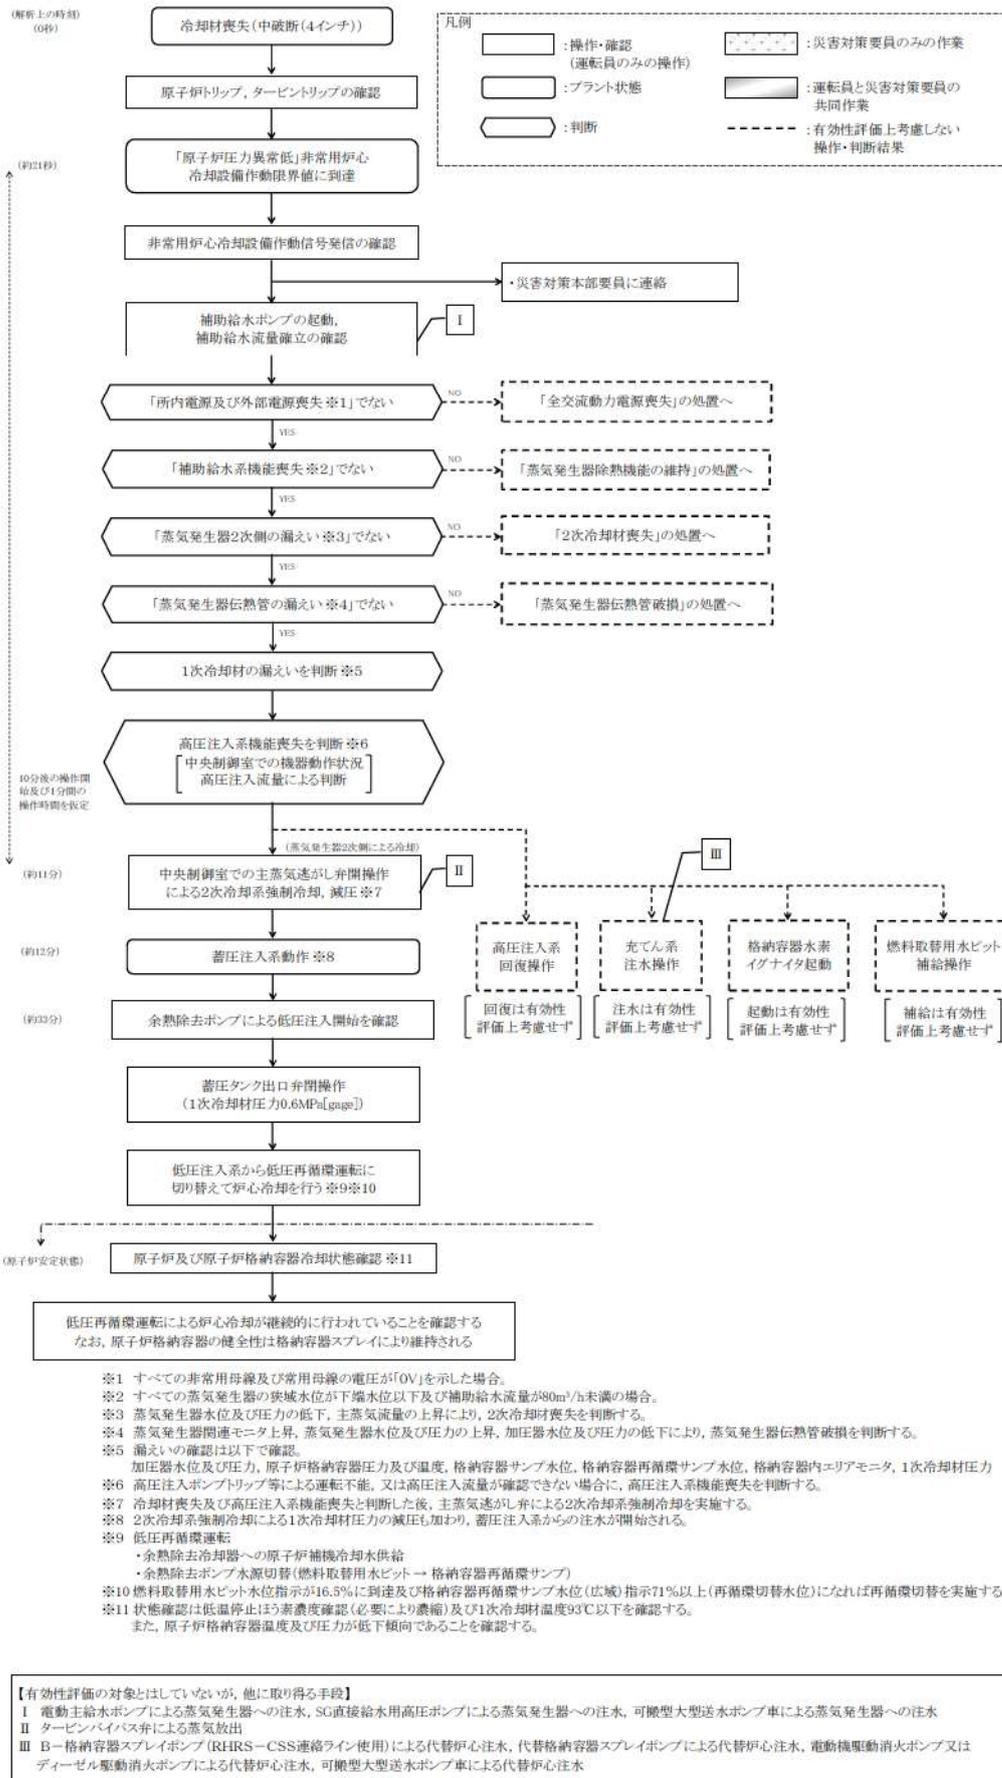 (解析上の時刻)
(0秒)
冷却材喪失(中破断(4インチ))
凡例
:操作・確認
(運転員のみの操作)
:災害対策要員のみの作業
:プラント状態
:運転員と災害対策要員の
共同作業
:判断
:有効性評価上考慮しない
操作・判断結果
原子炉トリップ,タービントリップの確認
(約21秒)
「原子炉圧力異常低」非常用炉心
冷却設備作動限界値に到達
非常用炉心冷却設備作動信号発信の確認
・災害対策本部要員に連絡
補助給水ポンプの起動,
補助給水流量確立の確認
Ⅰ
「所内電源及び外部電源喪失※1」でない
NO
「全交流動力電源喪失」の処置へ
YES
「補助給水系機能喪失※2」でない
NO
「蒸気発生器除熱機能の維持」の処置へ
YES
「蒸気発生器2次側の漏えい※3」でない
NO
「2次冷却材喪失」の処置へ
YES
「蒸気発生器伝熱管の漏えい※4」でない
NO
「蒸気発生器伝熱管破損」の処置へ
YES
1次冷却材の漏えいを判断※5
高圧注入系機能喪失を判断※6
中央制御室での機器動作状況
高圧注入流量による判断
10分後の操作開
始及び1分間の
操作時間を仮定
(蒸気発生器2次側による冷却)
Ⅲ
(約11分)
中央制御室での主蒸気逃がし弁開操作
による2次冷却系強制冷却,減圧※7
Ⅱ
高圧注入系
回復操作
充てん系
注水操作
格納容器水素
イグナイタ起動
燃料取替用水ピット
補給操作
(約12分)
蓄圧注入系動作※8
回復は有効性
評価上考慮せず
注水は有効性
評価上考慮せず
起動は有効性
評価上考慮せず
補給は有効性
評価上考慮せず
(約33分)
余熱除去ポンプによる低圧注入開始を確認
蓄圧タンク出口弁閉操作
(1次冷却材圧力0.6MPa[gage])
低圧注入系から低圧再循環運転に
切り替えて炉心冷却を行う※9※10
(原子炉安定状態)
原子炉及び原子炉格納容器冷却状態確認※11
低圧再循環運転による炉心冷却が継続的に行われていることを確認する
なお,原子炉格納容器の健全性は格納容器スプレイにより維持される
※1 すべての非常用母線及び常用母線の電圧が「0V」を示した場合。
※2 すべての蒸気発生器の狭域水位が下端水位以下及び補助給水流量が80m³/h未満の場合。
※3 蒸気発生器水位及び圧力の低下,主蒸気流量の上昇により,2次冷却材喪失を判断する。
※4 蒸気発生器関連モニタ上昇,蒸気発生器水位及び圧力の上昇,加圧器水位及び圧力の低下により,蒸気発生器伝熱管破損を判断する。
※5 漏えいの確認は以下で確認。
加圧器水位及び圧力,原子炉格納容器圧力及び温度,格納容器サンプ水位,格納容器再循環サンプ水位,格納容器内エリアモニタ,1次冷却材圧力
※6 高圧注入ポンプトリップ等による運転不能,又は高圧注入流量が確認できない場合に,高圧注入系機能喪失を判断する。
※7 冷却材喪失及び高圧注入系機能喪失と判断した後,主蒸気逃がし弁による2次冷却系強制冷却を実施する。
※8 2次冷却系強制冷却による1次冷却材圧力の減圧も加わり,蓄圧注入系からの注水が開始される。
※9 低圧再循環運転
・余熱除去冷却器への原子炉補機冷却水供給
・余熱除去ポンプ水源切替(燃料取替用水ピット → 格納容器再循環サンプ)
※10 燃料取替用水ピット水位指示が16.5%に到達及び格納容器再循環サンプ水位(広域)指示71%以上(再循環切替水位)になれば再循環切替を実施する
※11 状態確認は低温停止ほう素濃度確認(必要により濃縮)及び1次冷却材温度93℃以下を確認する。
また,原子炉格納容器温度及び圧力が低下傾向であることを確認する。
【有効性評価の対象とはしていないが,他に取り得る手段】
Ⅰ 電動主給水ポンプによる蒸気発生器への注水,SG直接給水用高圧ポンプによる蒸気発生器への注水,可搬型大型送水ポンプ車による蒸気発生器への注水
Ⅱ タービンバイパス弁による蒸気放出
Ⅲ B-格納容器スプレイポンプ(RHRS-CSS連絡ライン使用)による代替炉心注水,代替格納容器スプレイポンプによる代替炉心注水,電動機駆動消火ポンプ又は
ディーゼル駆動消火ポンプによる代替炉心注水,可搬型大型送水ポンプ車による代替炉心注水